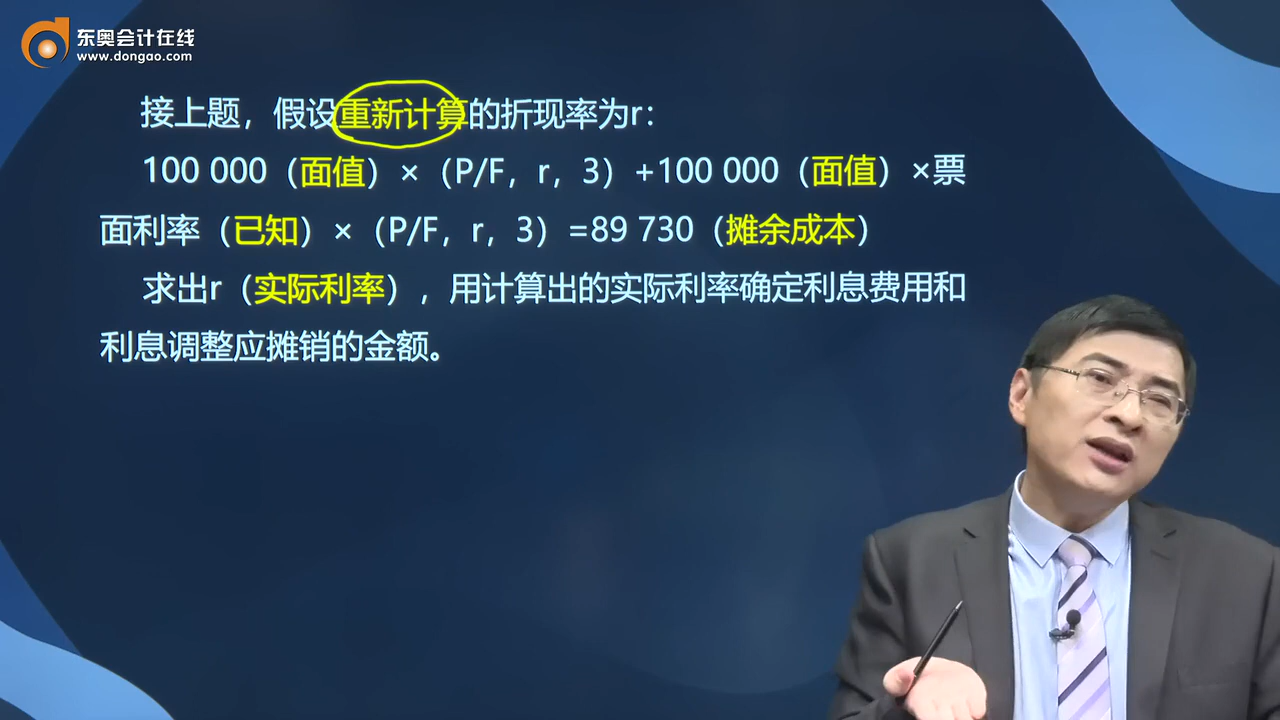 东奥会计在线
www.dongao.com
接上题，假设重新计算的折现率为r：
100 000（面值）×（P/F，r，3）+100 000（面值）×票
面利率（已知）×（P/F，r，3）=89 730（摊余成本）
求出r（实际利率），用计算出的实际利率确定利息费用和
利息调整应摊销的金额。